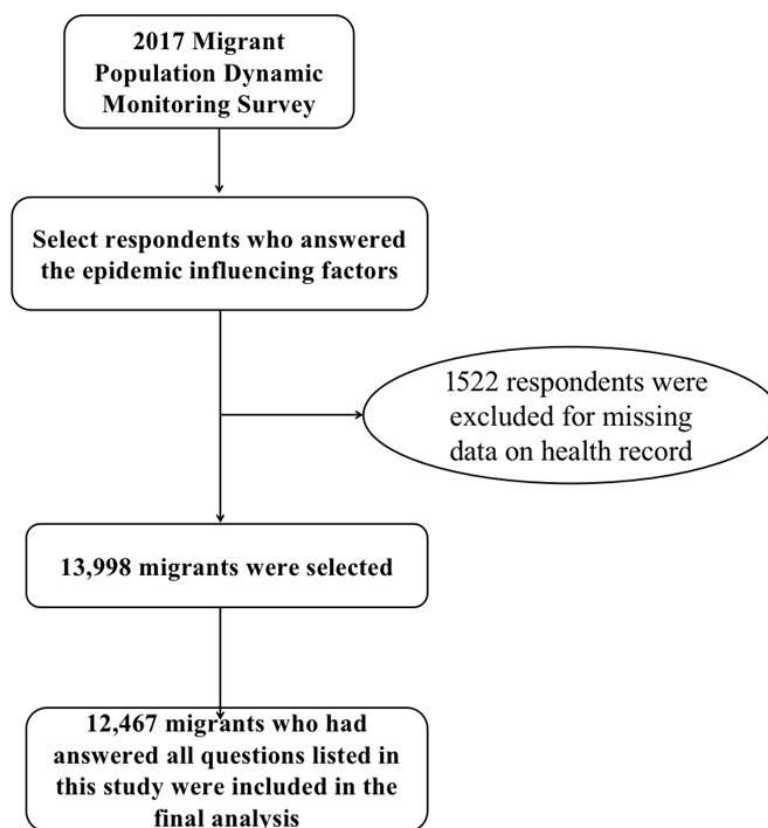 2017 Migrant
Population Dynamic
Monitoring Survey
Select respondents who answered
the epidemic influencing factors
1522 respondents were
excluded for missing
data on health record
13,998 migrants were selected
12,467 migrants who had
answered all questions listed in
this study were included in the
final analysis